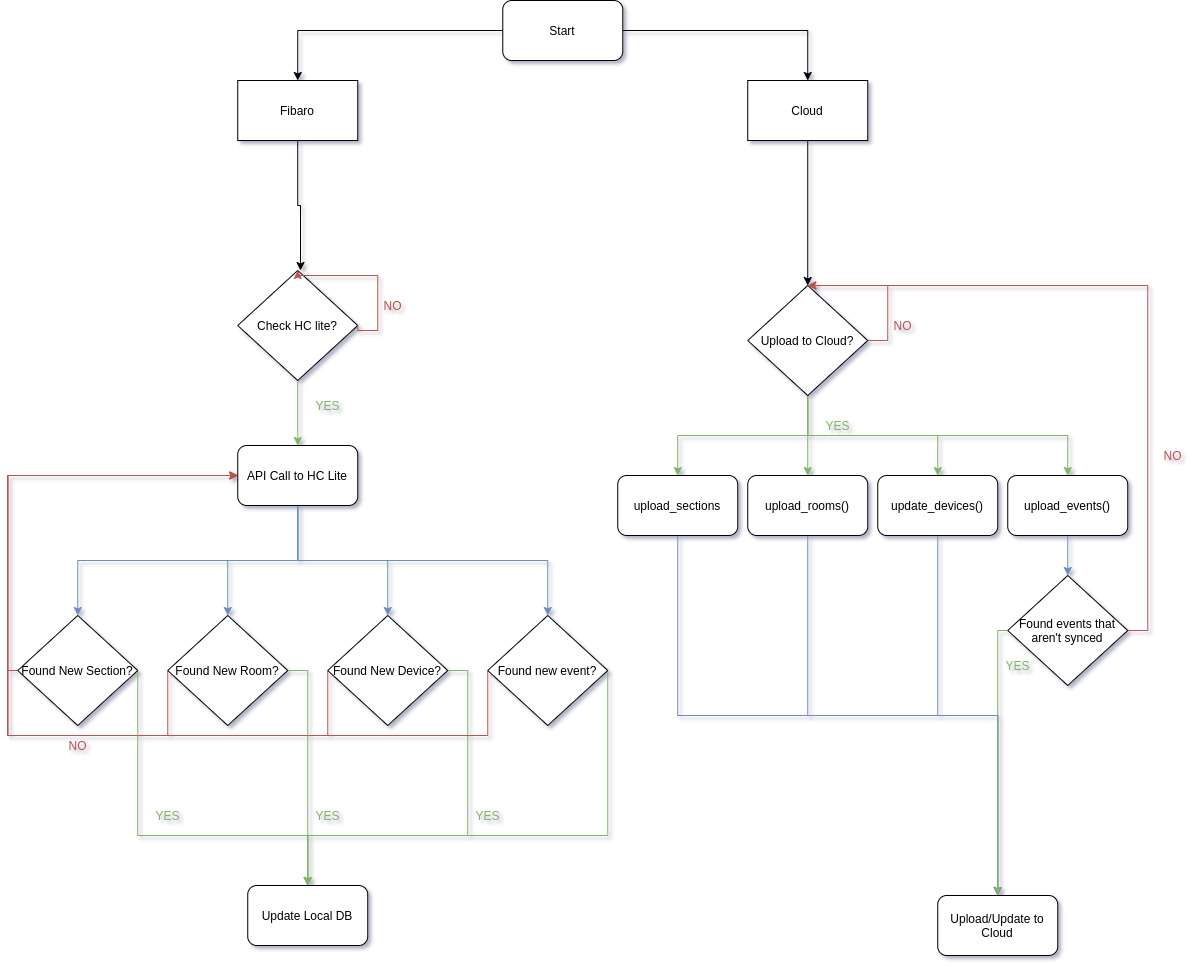 Start
Fibaro
Cloud
Check HC lite?
NO
Upload to Cloud?
NO
YES
YES
NO
API Call to HC Lite
upload_sections
upload_rooms()
update_devices()
upload_events()
Found events that
aren't synced
YES
Found New Section?
Found New Room?
Found New Device?
Found new event?
NO
YES
YES
YES
Update Local DB
Upload/Update to
Cloud